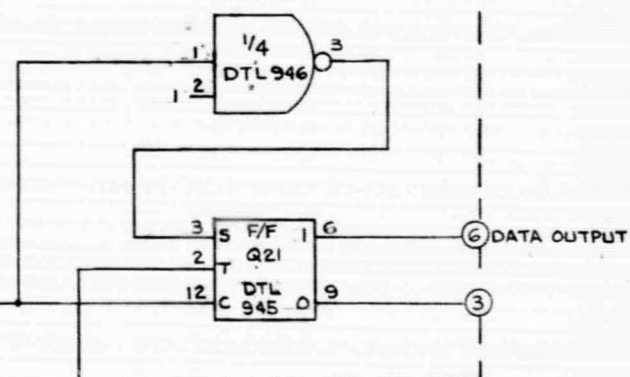 1/4
DTL 946
1
3
1 2
F/F
Q21
DTL
945
3 S 1 6
2 T
12 C 0 9
6 DATA OUTPUT
3